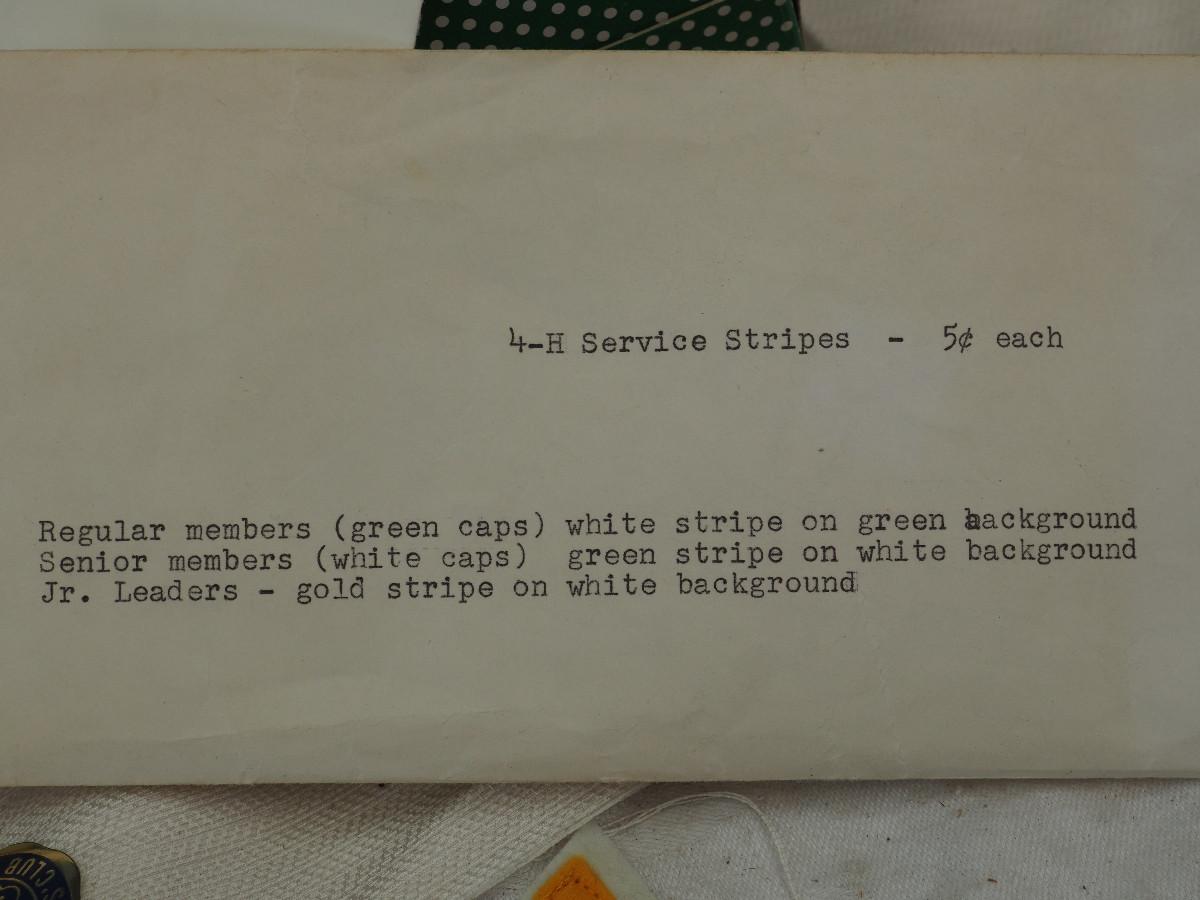 4-H Service Stripes - 5¢ each
Regular members (green caps) white stripe on green background
Senior members (white caps) green stripe on white background
Jr. Leaders - gold stripe on white background
CLUB